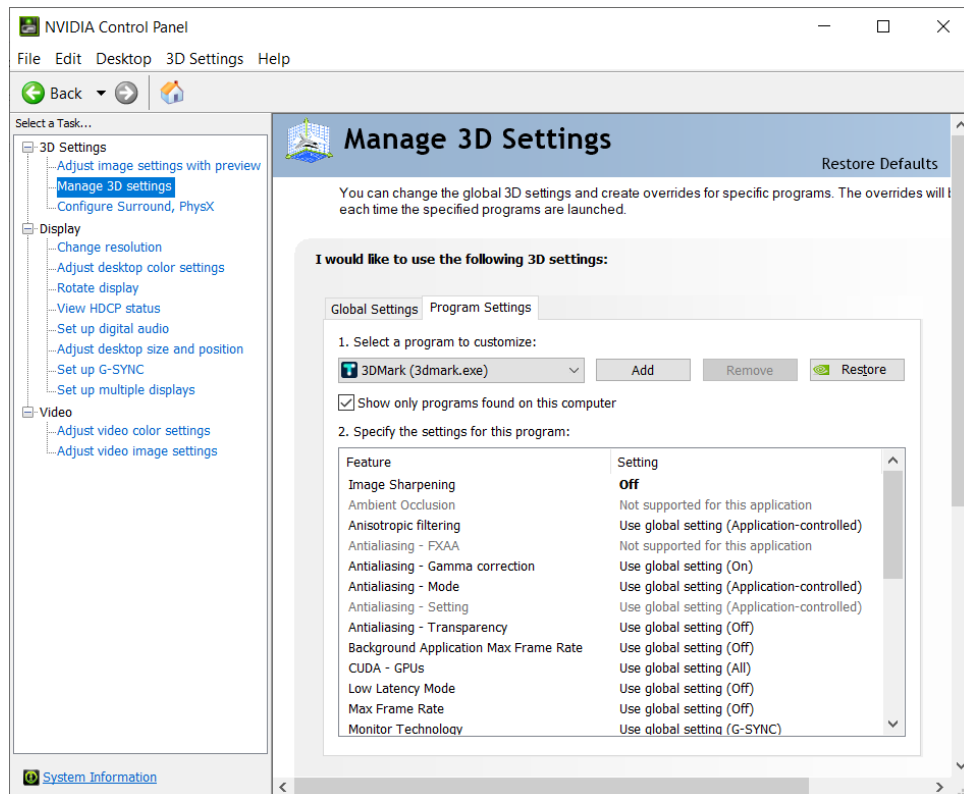 NVIDIA Control Panel
File Edit Desktop 3D Settings Help
Back
Select a Task...
3D Settings
Adjust image settings with preview
Manage 3D settings
Configure Surround, PhysX
Display
Change resolution
Adjust desktop color settings
Rotate display
View HDCP status
Set up digital audio
Adjust desktop size and position
Set up G-SYNC
Set up multiple displays
Video
Adjust video color settings
Adjust video image settings
System Information
Manage 3D Settings
Restore Defaults
You can change the global 3D settings and create overrides for specific programs. The overrides will
each time the specified programs are launched.
I would like to use the following 3D settings:
Global Settings Program Settings
1. Select a program to customize:
3DMark (3dmark.exe) Add Remove Restore
Show only programs found on this computer
2. Specify the settings for this program:
Feature Setting
Image Sharpening Off
Ambient Occlusion Not supported for this application
Anisotropic filtering Use global setting (Application-controlled)
Antialiasing - FXAA Not supported for this application
Antialiasing - Gamma correction Use global setting (On)
Antialiasing - Mode Use global setting (Application-controlled)
Antialiasing - Setting Use global setting (Application-controlled)
Antialiasing - Transparency Use global setting (Off)
Background Application Max Frame Rate Use global setting (Off)
CUDA - GPUs Use global setting (All)
Low Latency Mode Use global setting (Off)
Max Frame Rate Use global setting (Off)
Monitor Technology Use global setting (G-SYNC)